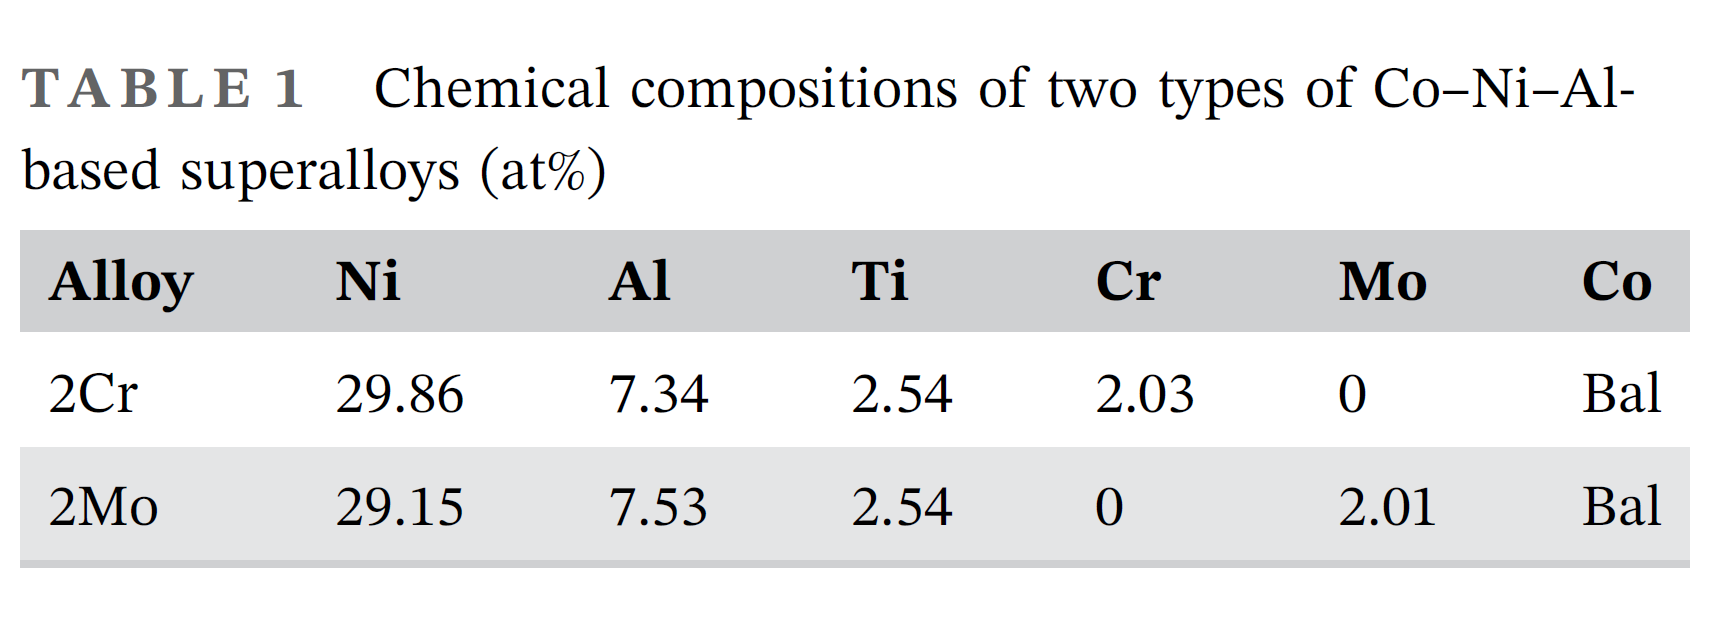 TABLE 1 Chemical compositions of two types of Co–Ni–Al-
based superalloys (at%)
Alloy Ni Al Ti Cr Mo Co
2Cr 29.86 7.34 2.54 2.03 0 Bal
2Mo 29.15 7.53 2.54 0 2.01 Bal